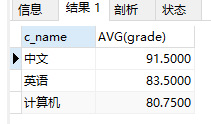 信息 结果 1 剖析 状态
c_name AVG(grade)
中文 91.5000
英语 83.5000
计算机 80.7500